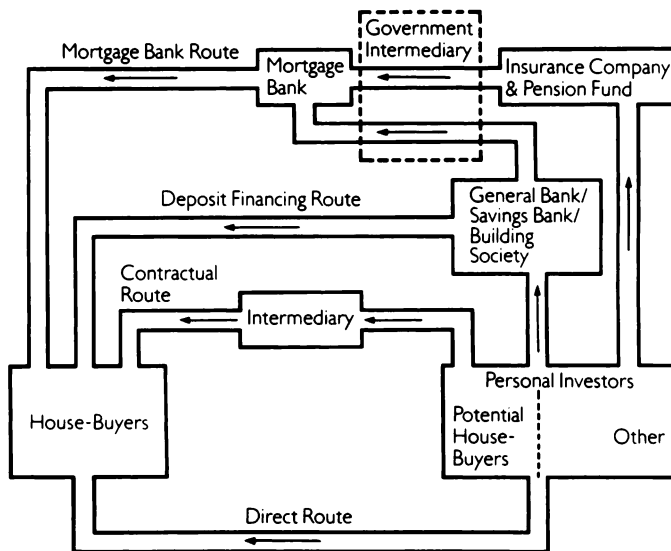 Government
Intermediary
Mortgage Bank Route
Mortgage
Bank
Insurance Company
& Pension Fund
Deposit Financing Route
General Bank/
Savings Bank/
Building
Society
Contractual
Route
Intermediary
Personal Investors
House-Buyers
Potential
House-
Buyers
Other
Direct Route